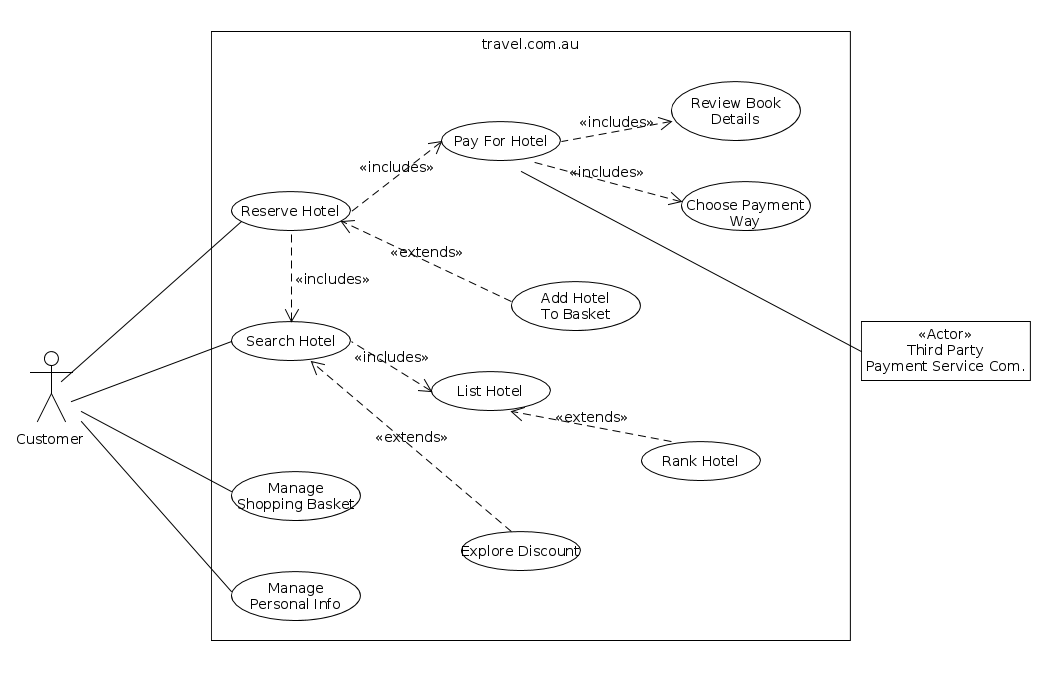 travel.com.au
Review Book
Details
«includes»
Pay For Hotel
«includes»
«includes»
Choose Payment
Way
Reserve Hotel
«extends»
«includes»
Add Hotel
To Basket
«Actor»
Third Party
Payment Service Com.
Search Hotel
«includes»
List Hotel
«extends»
«extends»
Customer
Rank Hotel
Manage
Shopping Basket
Explore Discount
Manage
Personal Info